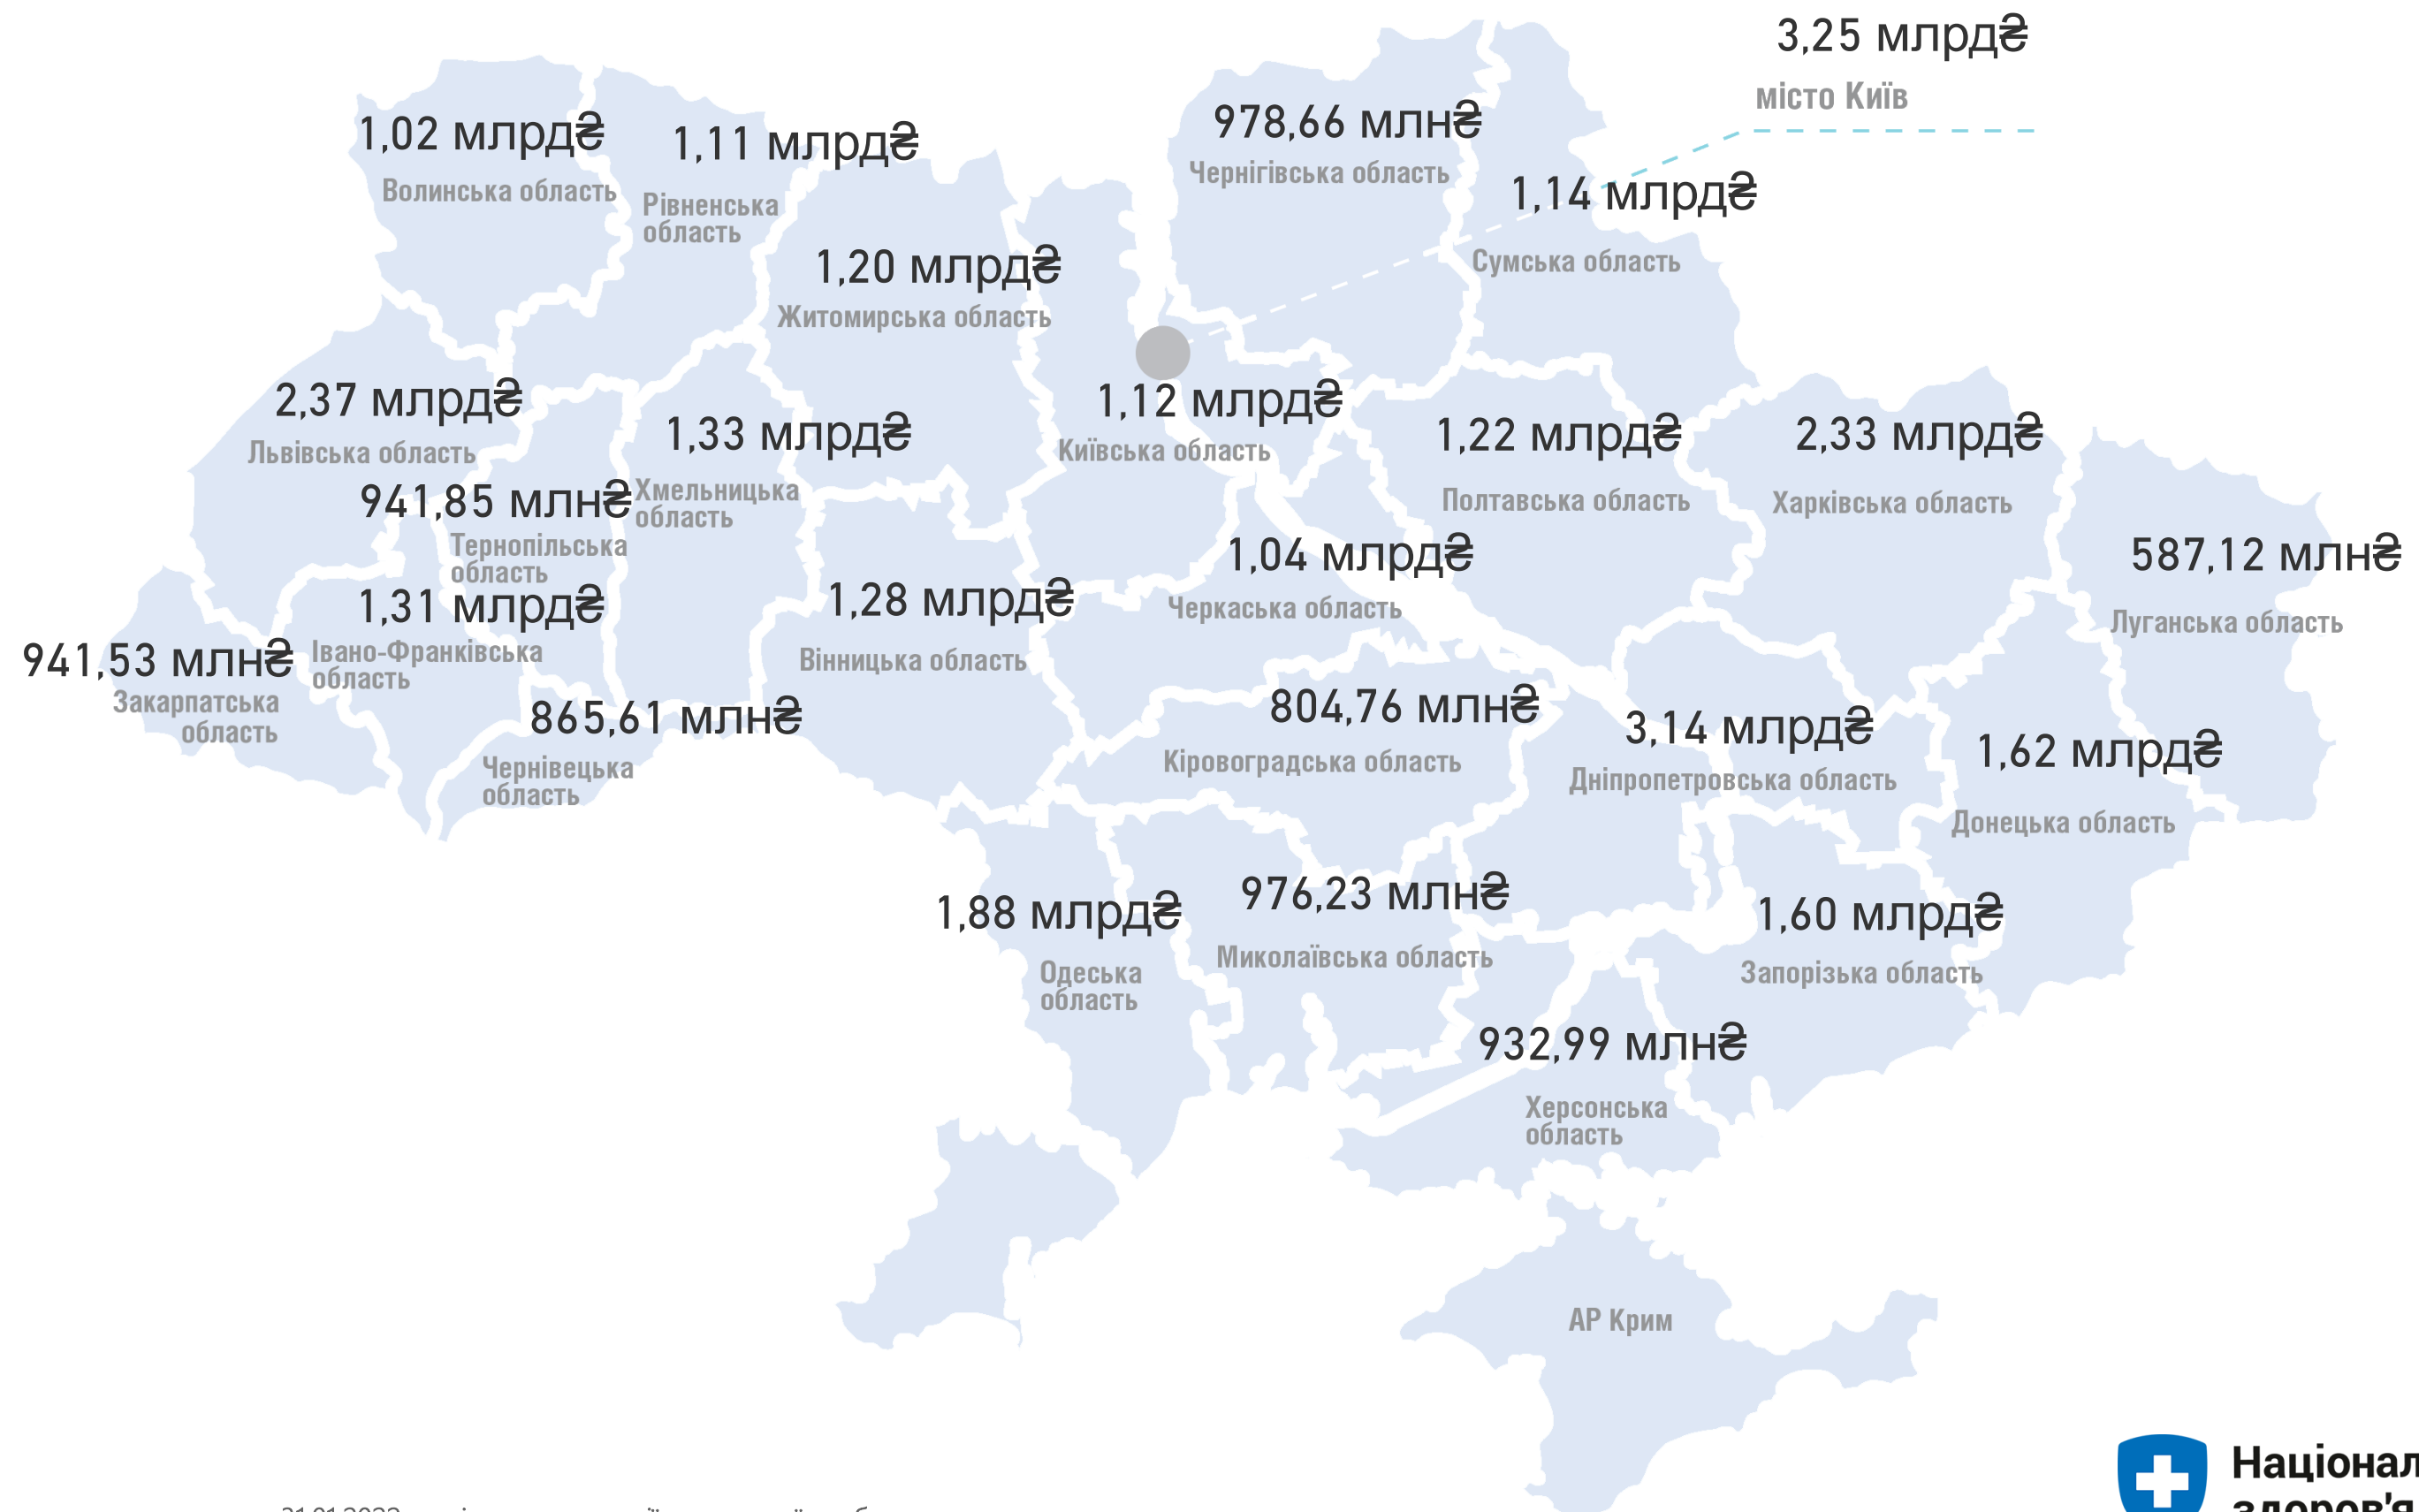 3,25 млрд₴
місто Київ
1,02 млрд₴
Волинська область
1,11 млрд₴
Рівненська
область
978,66 млн₴
Чернігівська область
1,14 млрд₴
Сумська область
1,20 млрд₴
Житомирська область
2,37 млрд₴
Львівська область
1,33 млрд₴
Хмельницька
область
1,12 млрд₴
Київська область
1,22 млрд₴
Полтавська область
2,33 млрд₴
Харківська область
941,85 млн₴
Тернопільська
область
1,04 млрд₴
Черкаська область
587,12 млн₴
Луганська область
1,31 млрд₴
Івано-Франківська
область
1,28 млрд₴
Вінницька область
941,53 млн₴
Закарпатська
область
865,61 млн₴
Чернівецька
область
804,76 млн₴
Кіровоградська область
3,14 млрд₴
Дніпропетровська область
1,62 млрд₴
Донецька область
1,88 млрд₴
Одеська
область
976,23 млн₴
Миколаївська область
1,60 млрд₴
Запорізька область
932,99 млн₴
Херсонська
область
АР Крим
Націонал
здоров'я